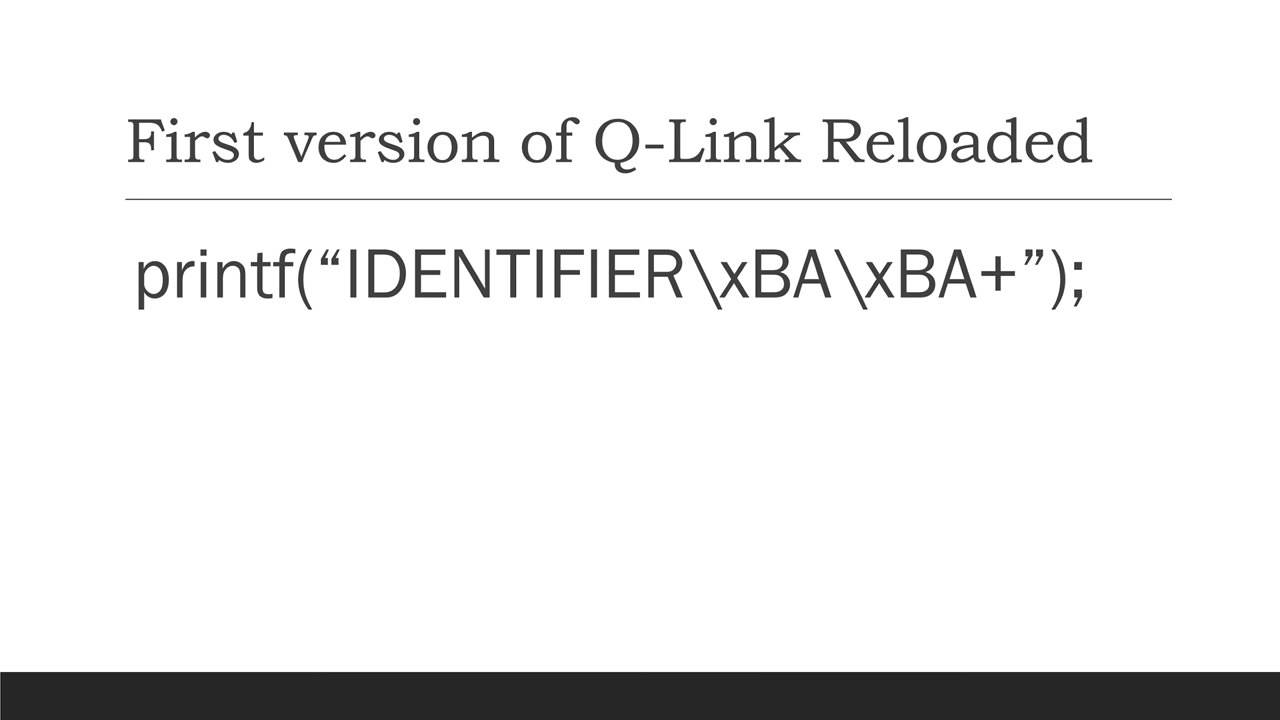 First version of Q-Link Reloaded
printf(“IDENTIFIER\xBA\xBA+”);